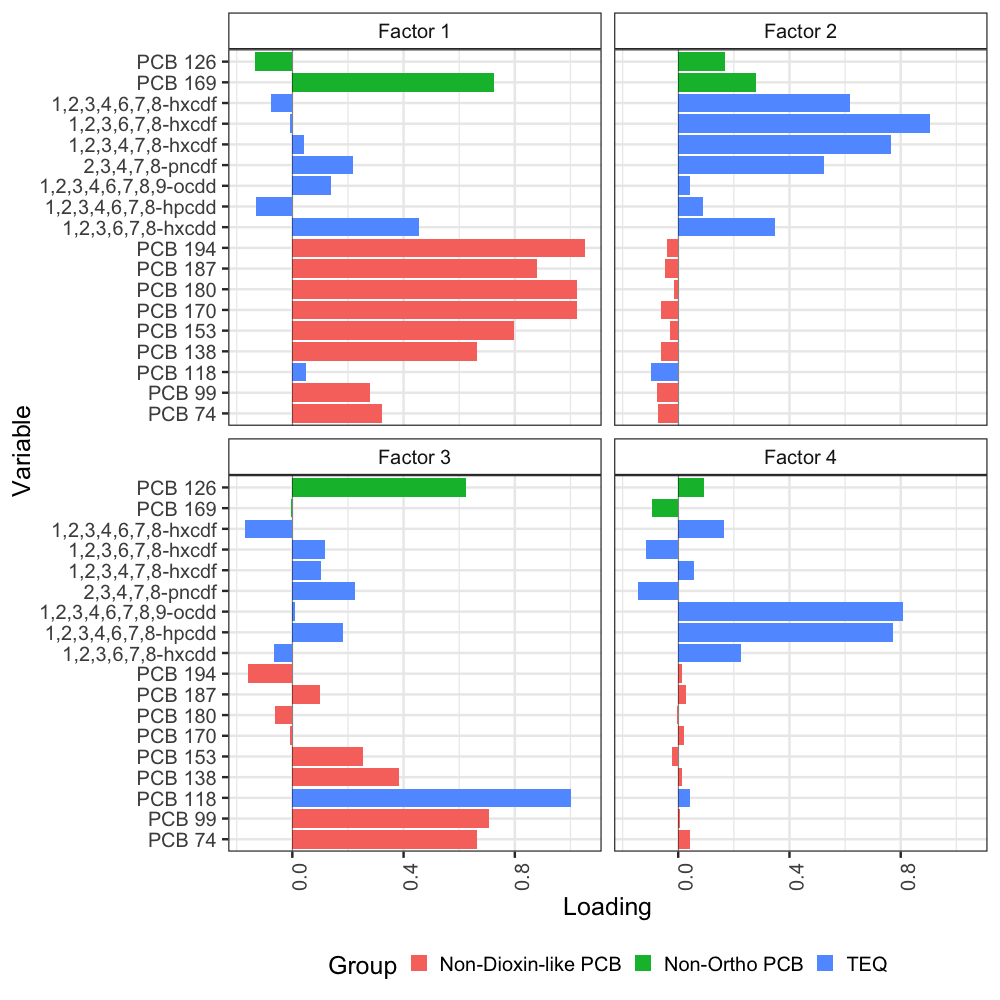 Factor 1
Factor 2
PCB 126
PCB 169
1,2,3,4,6,7,8-hxcdf
1,2,3,6,7,8-hxcdf
1,2,3,4,7,8-hxcdf
2,3,4,7,8-pncdf
1,2,3,4,6,7,8,9-ocdd
1,2,3,4,6,7,8-hpcdd
1,2,3,6,7,8-hxcdd
PCB 194
PCB 187
PCB 180
PCB 170
PCB 153
PCB 138
PCB 118
PCB 99
PCB 74
Variable
Factor 3
Factor 4
PCB 126
PCB 169
1,2,3,4,6,7,8-hxcdf
1,2,3,6,7,8-hxcdf
1,2,3,4,7,8-hxcdf
2,3,4,7,8-pncdf
1,2,3,4,6,7,8,9-ocdd
1,2,3,4,6,7,8-hpcdd
1,2,3,6,7,8-hxcdd
PCB 194
PCB 187
PCB 180
PCB 170
PCB 153
PCB 138
PCB 118
PCB 99
PCB 74
0.0 0.4 0.8 0.0 0.4 0.8
Loading
Group Non-Dioxin-like PCB Non-Ortho PCB TEQ